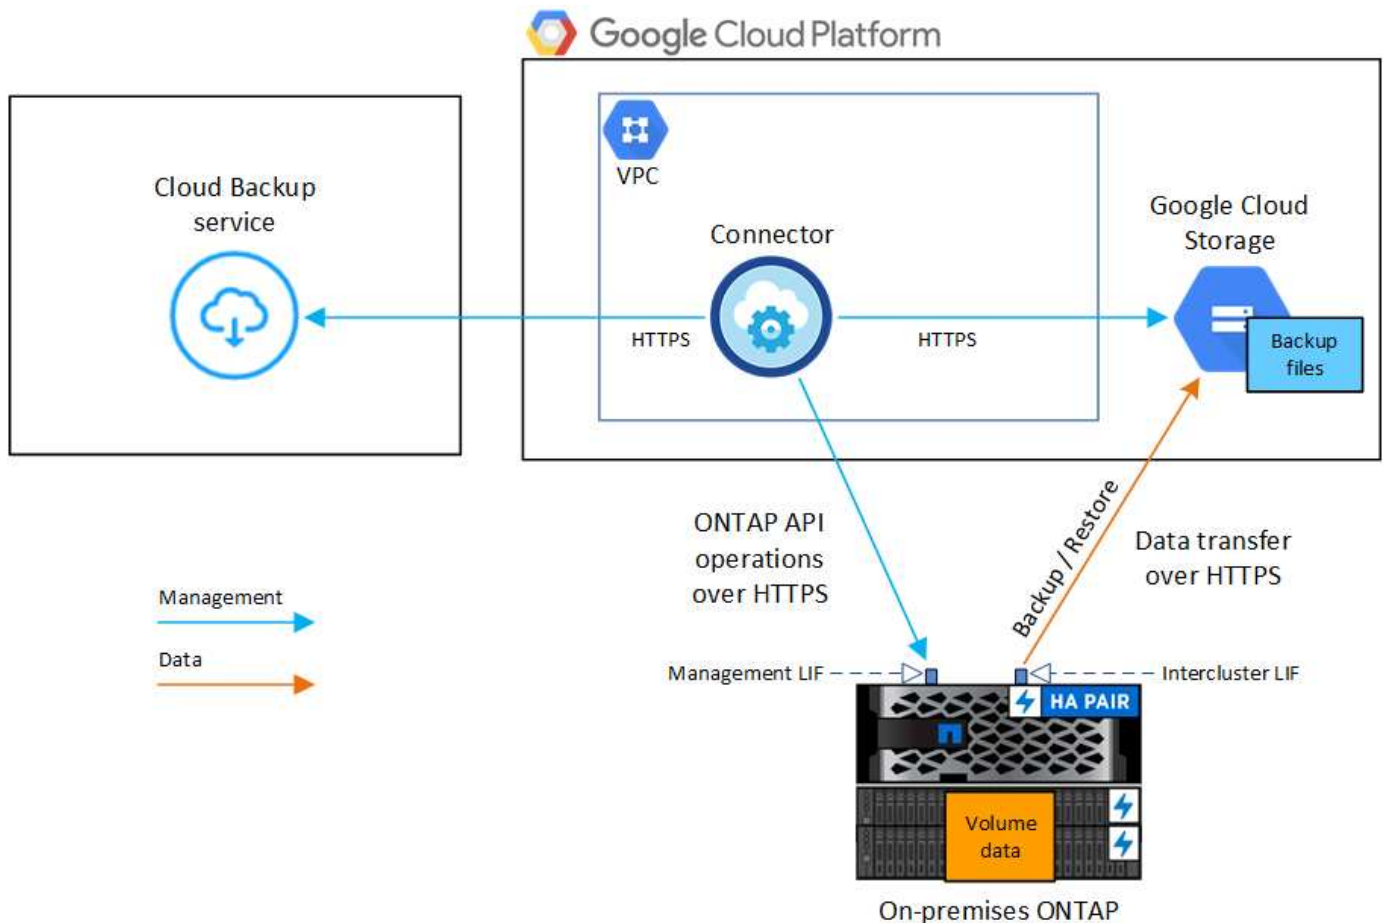 Google Cloud Platform
VPC
Cloud Backup
service
Connector
Google Cloud
Storage
HTTPS
HTTPS
Backup
files
ONTAP API
operations
over HTTPS
Backup / Restore
Data transfer
over HTTPS
Management
Data
Management LIF
Intercluster LIF
HA PAIR
Volume
data
On-premises ONTAP